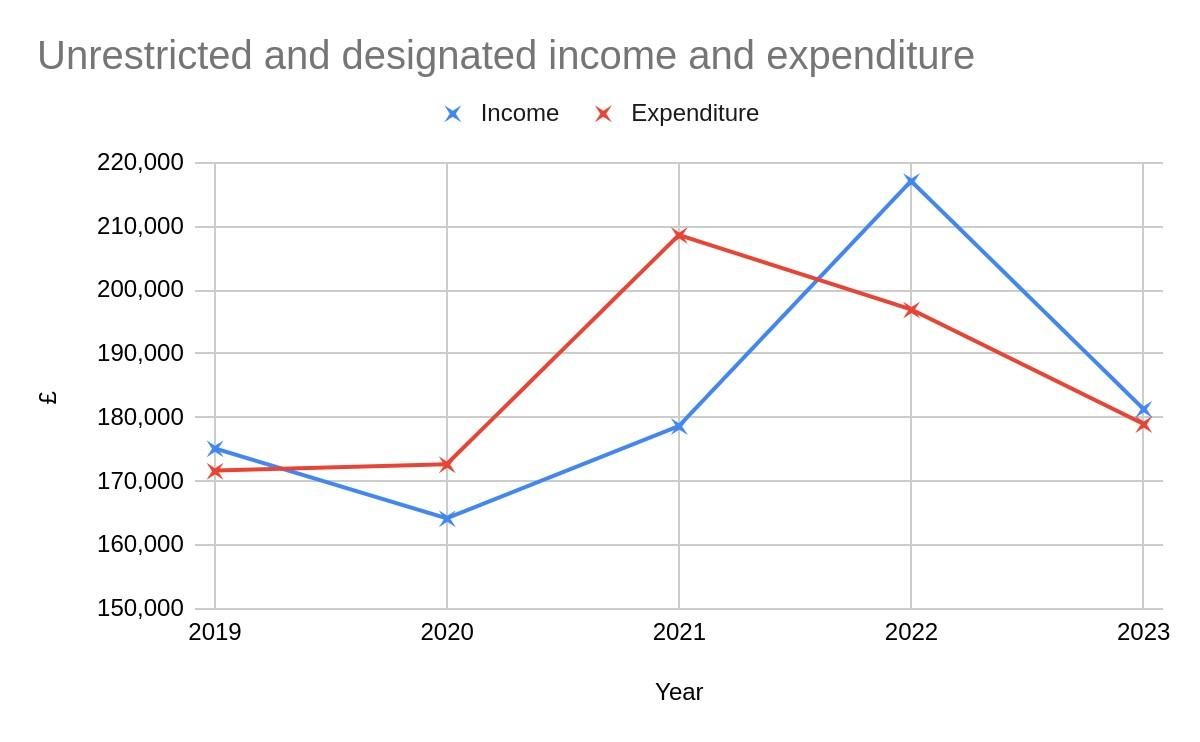 Unrestricted and designated income and expenditure
Income Expenditure
220,000
210,000
200,000
190,000
£
180,000
170,000
160,000
150,000
2019 2020 2021 2022 2023
Year